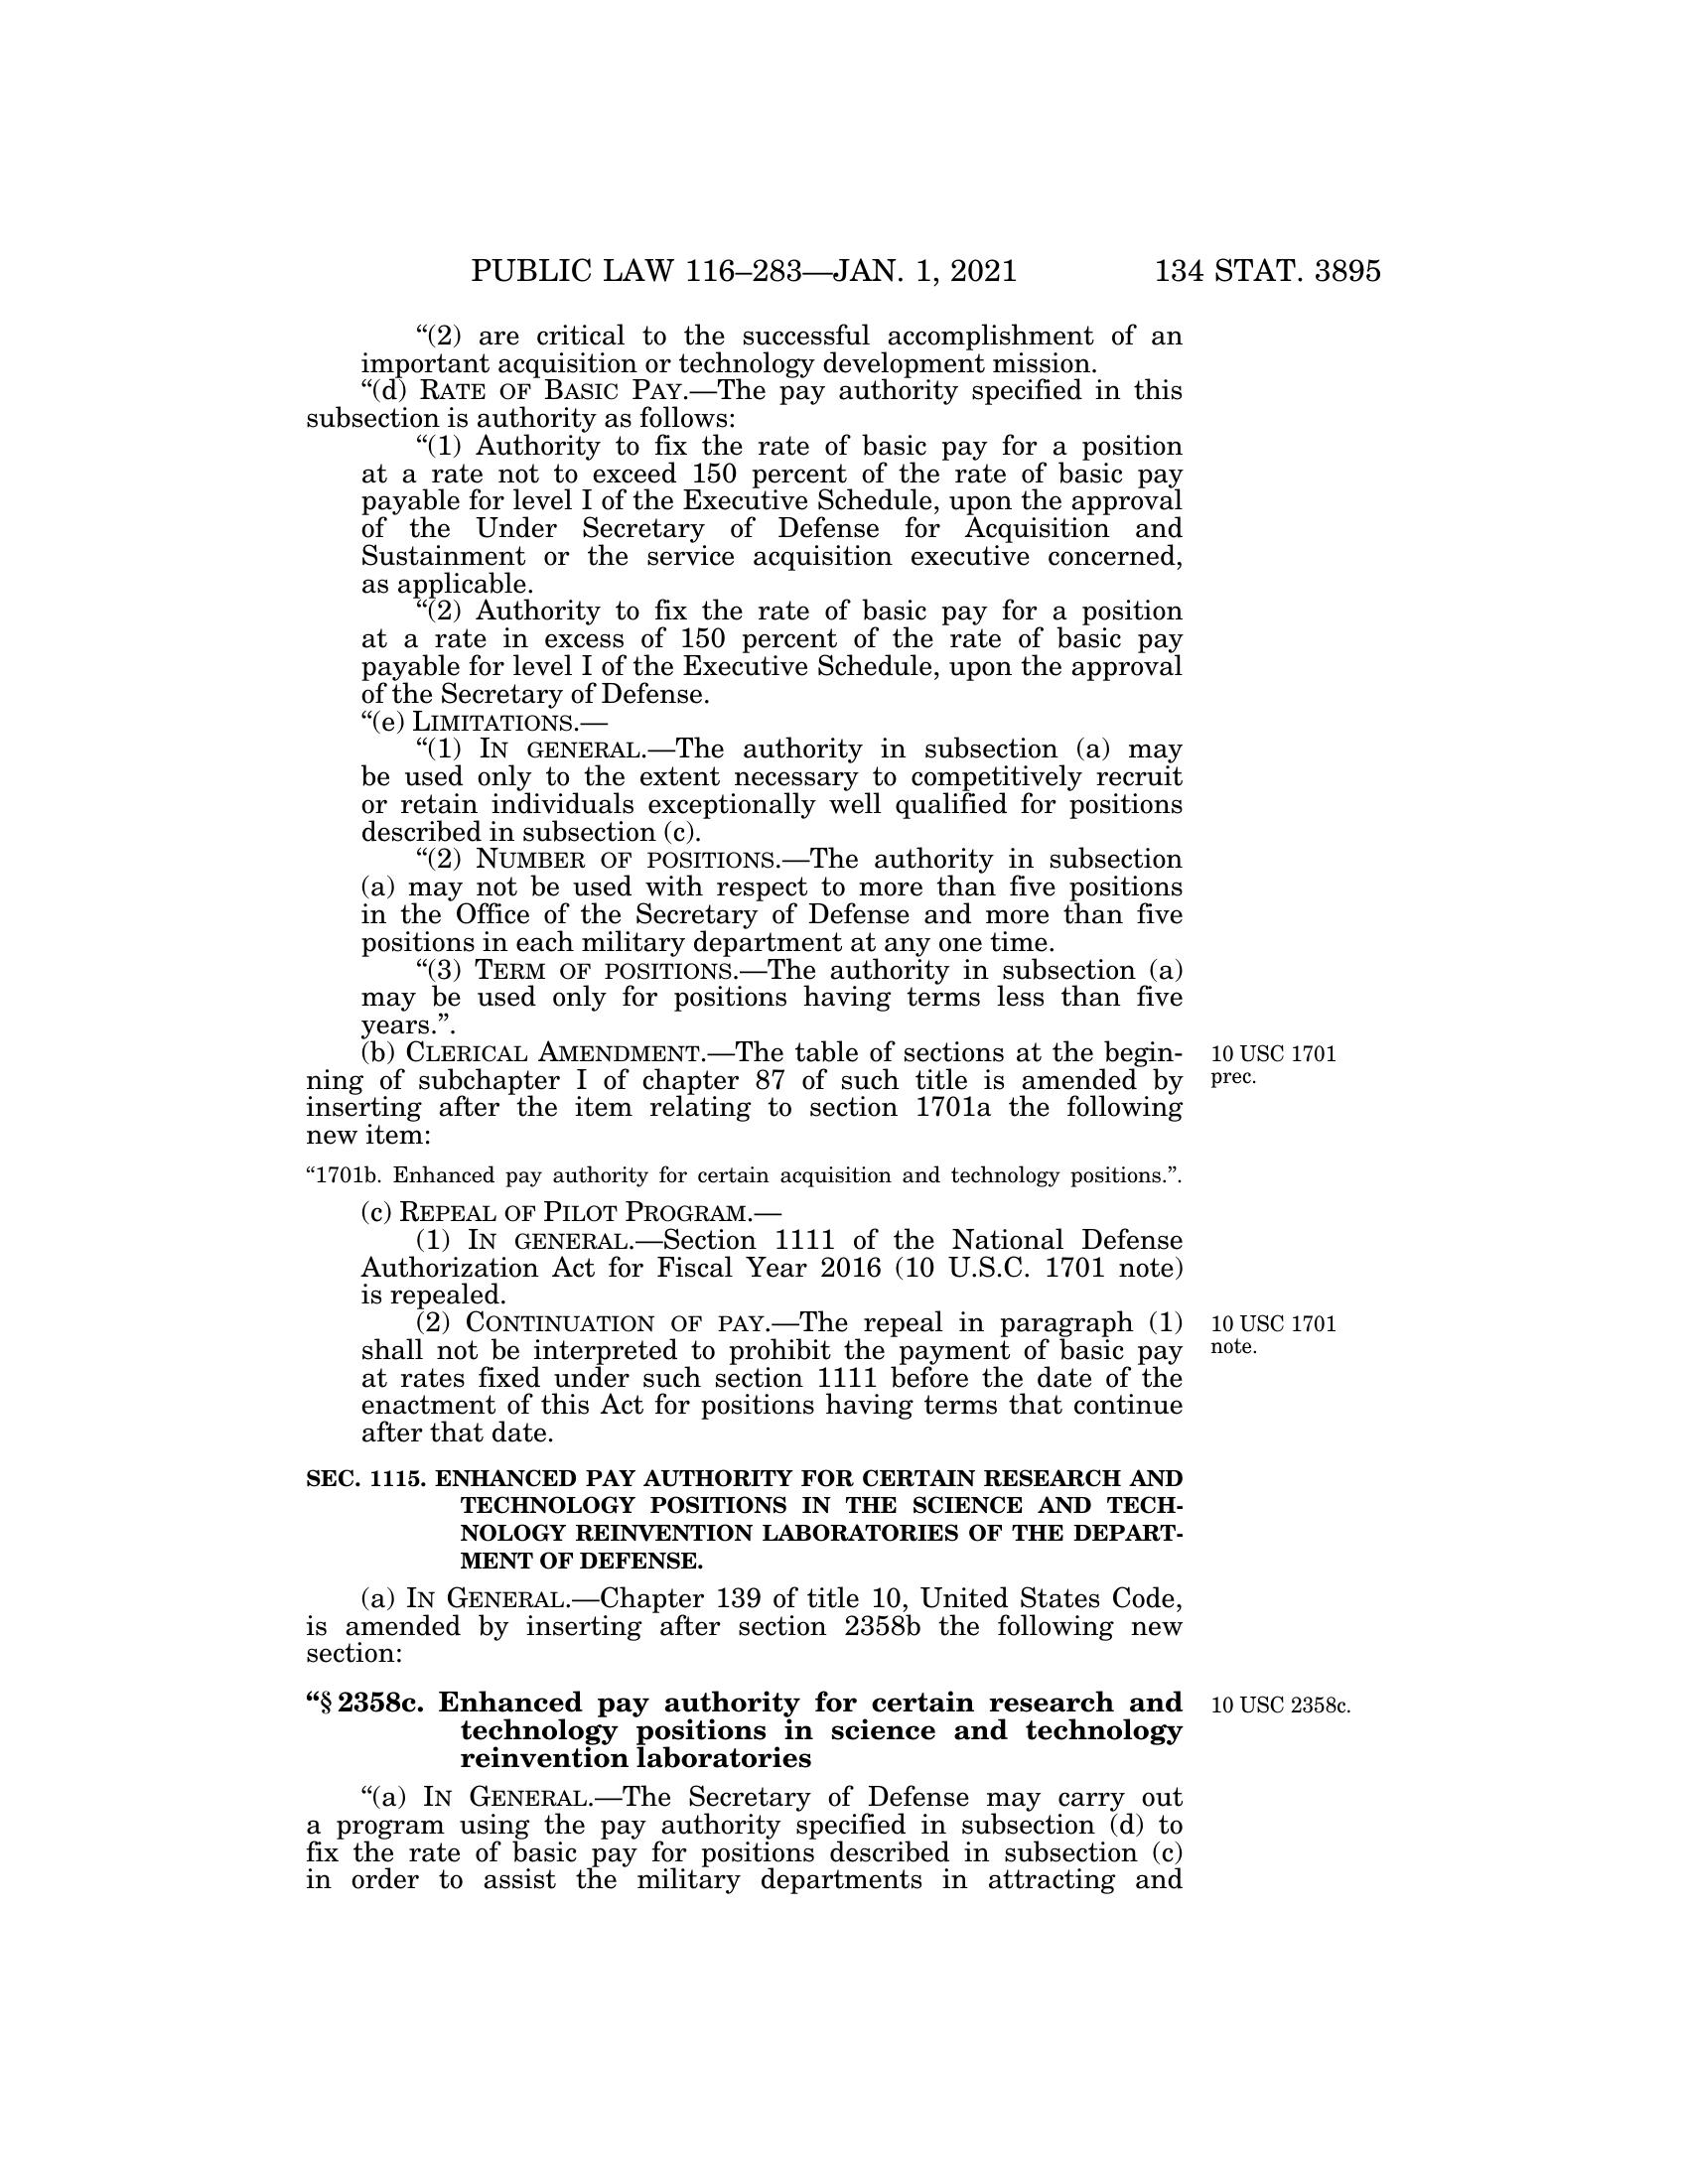 PUBLIC LAW 116–283—JAN. 1, 2021 134 STAT. 3895
“(2) are critical to the successful accomplishment of an
important acquisition or technology development mission.
“(d) RATE OF BASIC PAY.—The pay authority specified in this
subsection is authority as follows:
“(1) Authority to fix the rate of basic pay for a position
at a rate not to exceed 150 percent of the rate of basic pay
payable for level I of the Executive Schedule, upon the approval
of the Under Secretary of Defense for Acquisition and
Sustainment or the service acquisition executive concerned,
as applicable.
“(2) Authority to fix the rate of basic pay for a position
at a rate in excess of 150 percent of the rate of basic pay
payable for level I of the Executive Schedule, upon the approval
of the Secretary of Defense.
“(e) LIMITATIONS.—
“(1) IN GENERAL.—The authority in subsection (a) may
be used only to the extent necessary to competitively recruit
or retain individuals exceptionally well qualified for positions
described in subsection (c).
“(2) NUMBER OF POSITIONS.—The authority in subsection
(a) may not be used with respect to more than five positions
in the Office of the Secretary of Defense and more than five
positions in each military department at any one time.
“(3) TERM OF POSITIONS.—The authority in subsection (a)
may be used only for positions having terms less than five
years.”.
(b) CLERICAL AMENDMENT.—The table of sections at the begin-
ning of subchapter I of chapter 87 of such title is amended by
inserting after the item relating to section 1701a the following
new item:
10 USC 1701
prec.
“1701b. Enhanced pay authority for certain acquisition and technology positions.”.
(c) REPEAL OF PILOT PROGRAM.—
(1) IN GENERAL.—Section 1111 of the National Defense
Authorization Act for Fiscal Year 2016 (10 U.S.C. 1701 note)
is repealed.
(2) CONTINUATION OF PAY.—The repeal in paragraph (1)
shall not be interpreted to prohibit the payment of basic pay
at rates fixed under such section 1111 before the date of the
enactment of this Act for positions having terms that continue
after that date.
10 USC 1701
note.
SEC. 1115. ENHANCED PAY AUTHORITY FOR CERTAIN RESEARCH AND
TECHNOLOGY POSITIONS IN THE SCIENCE AND TECH-
NOLOGY REINVENTION LABORATORIES OF THE DEPART-
MENT OF DEFENSE.
(a) IN GENERAL.—Chapter 139 of title 10, United States Code,
is amended by inserting after section 2358b the following new
section:
“§ 2358c. Enhanced pay authority for certain research and
technology positions in science and technology
reinvention laboratories
10 USC 2358c.
“(a) IN GENERAL.—The Secretary of Defense may carry out
a program using the pay authority specified in subsection (d) to
fix the rate of basic pay for positions described in subsection (c)
in order to assist the military departments in attracting and